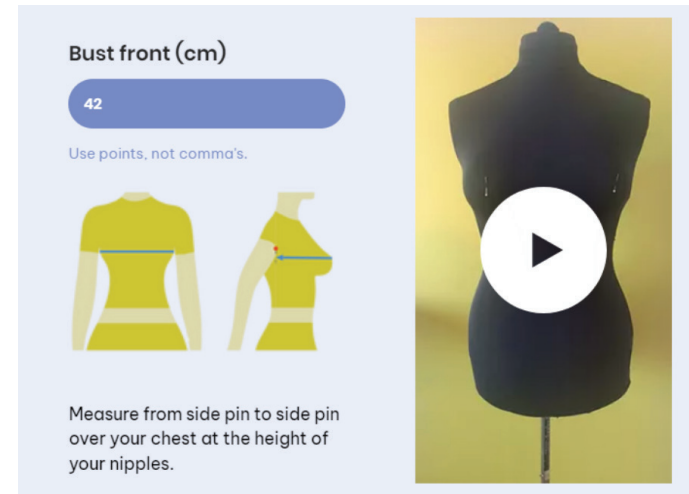 Bust front (cm)
42
Use points, not comma's.
Measure from side pin to side pin
over your chest at the height of
your nipples.